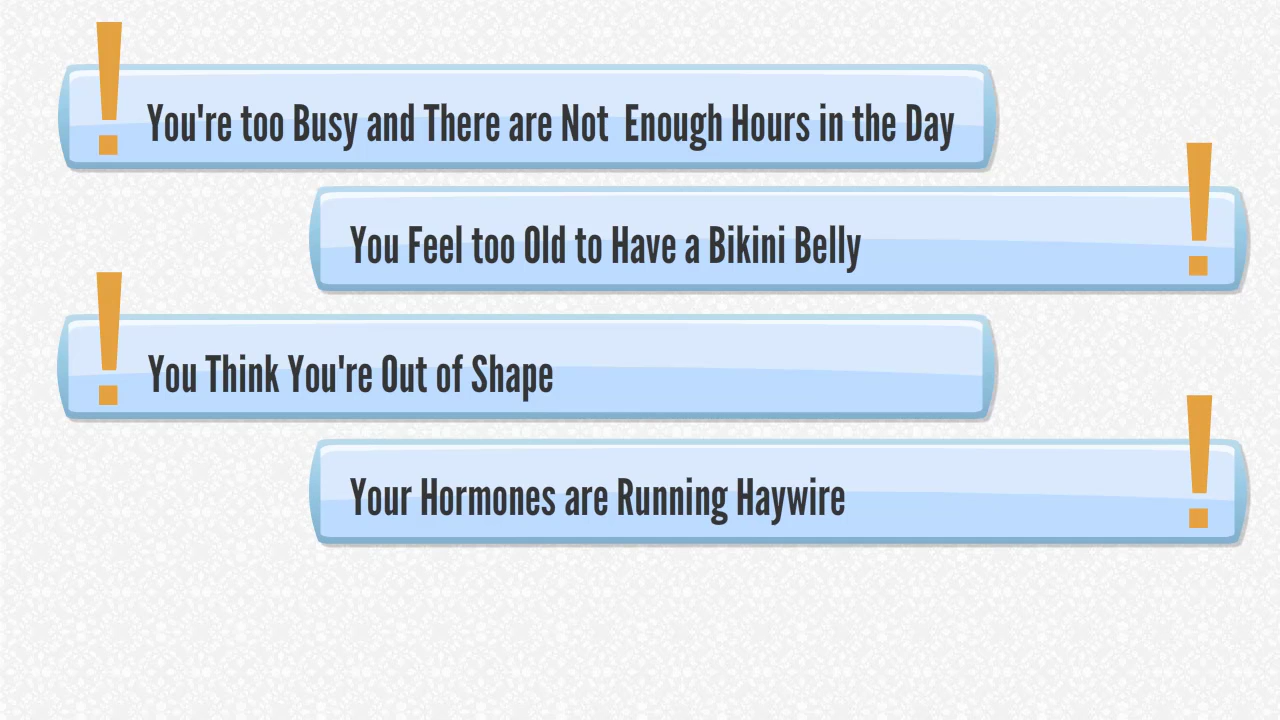 ! You're too Busy and There are Not  Enough Hours in the Day
You Feel too Old to Have a Bikini Belly !
! You Think You're Out of Shape
Your Hormones are Running Haywire !